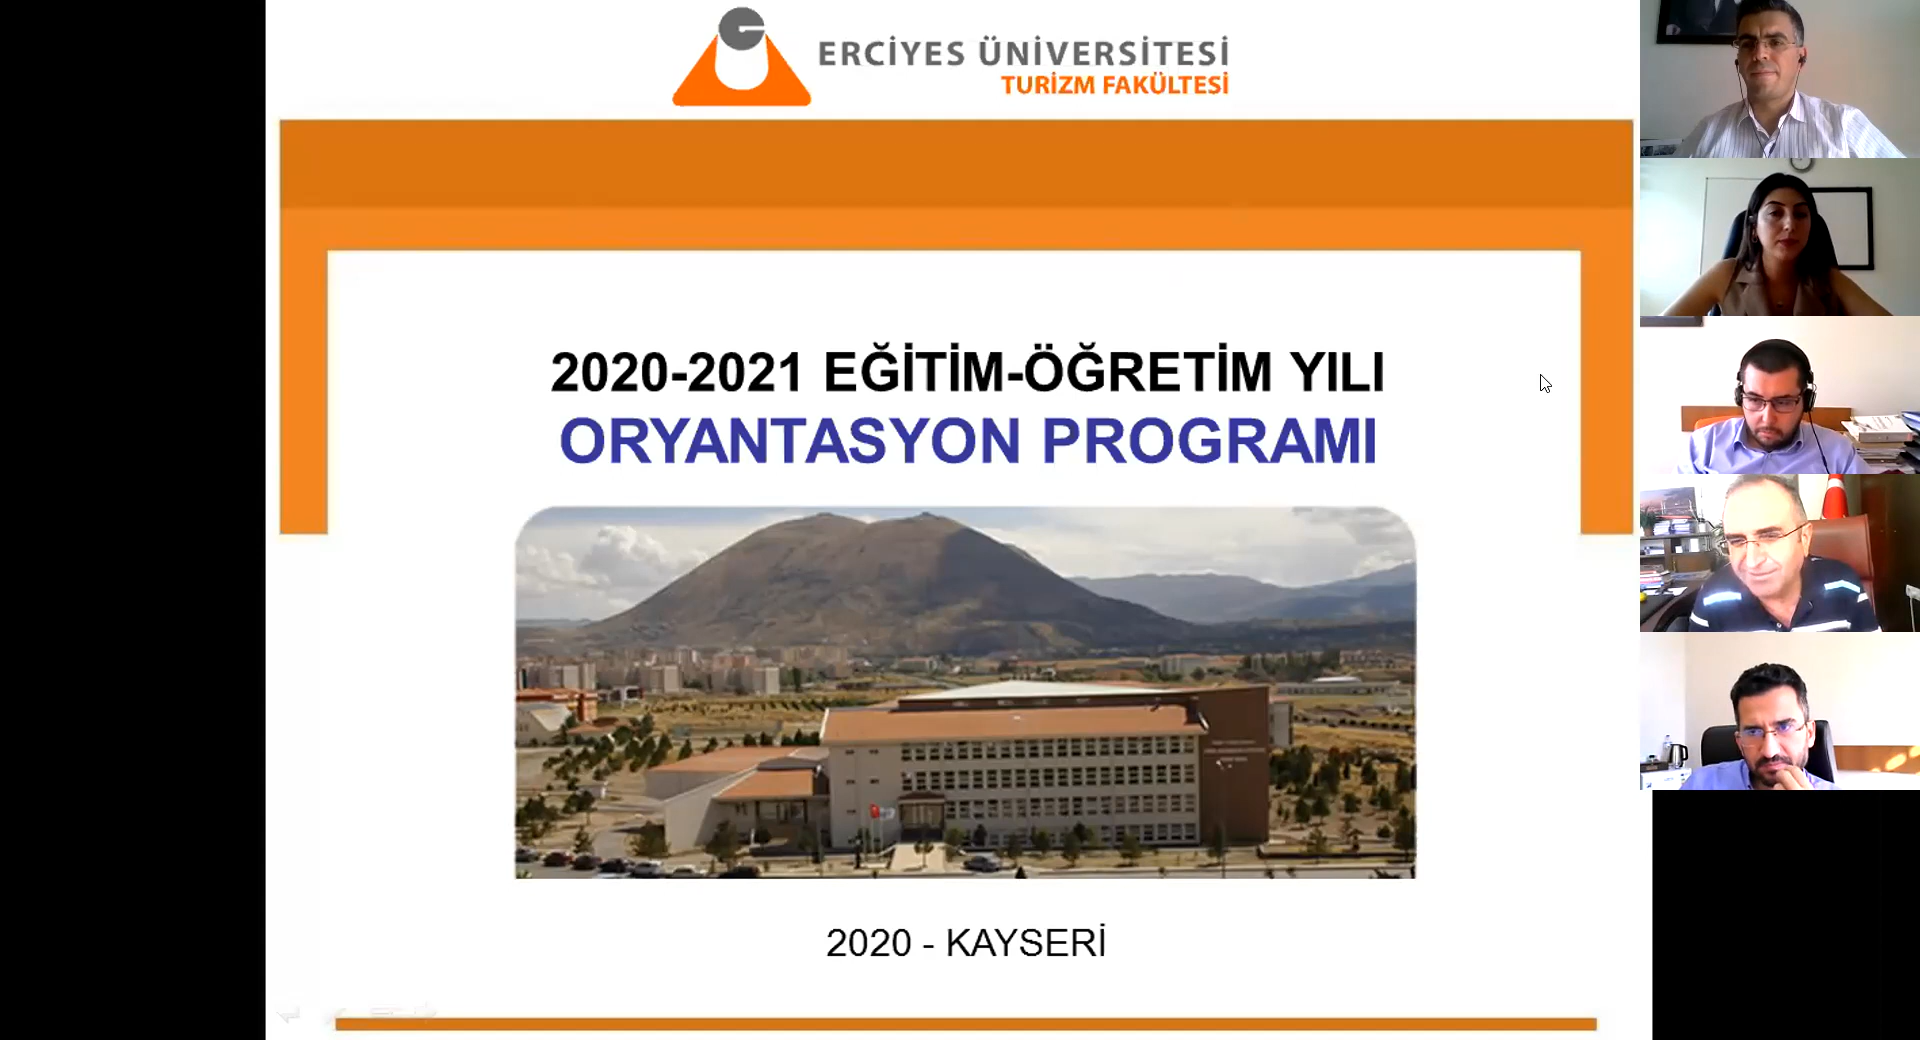 ERCİYES ÜNİVERSİTESİ
TURİZM FAKÜLTESİ
2020-2021 EĞİTİM-ÖĞRETİM YILI
ORYANTASYON PROGRAMI
2020 - KAYSERİ